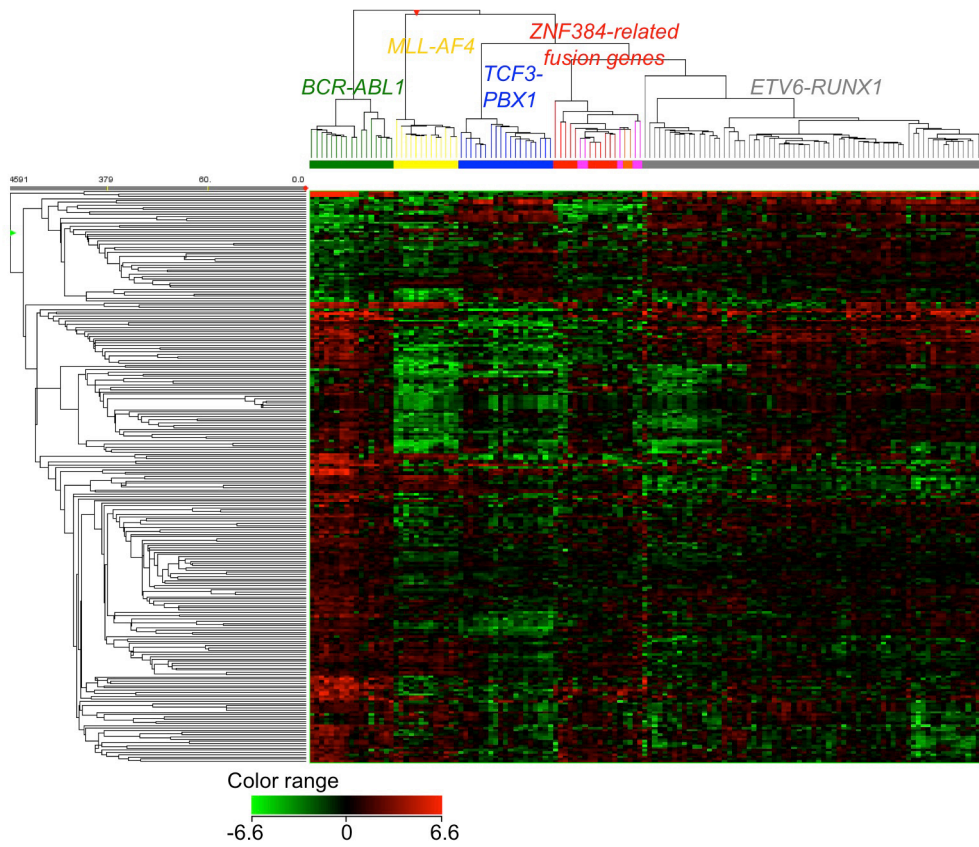 ZNF384-related
fusion genes
MLL-AF4
TCF3-
PBX1
BCR-ABL1
ETV6-RUNX1
4591 379 60. 0.0
Color range
-6.6 0 6.6